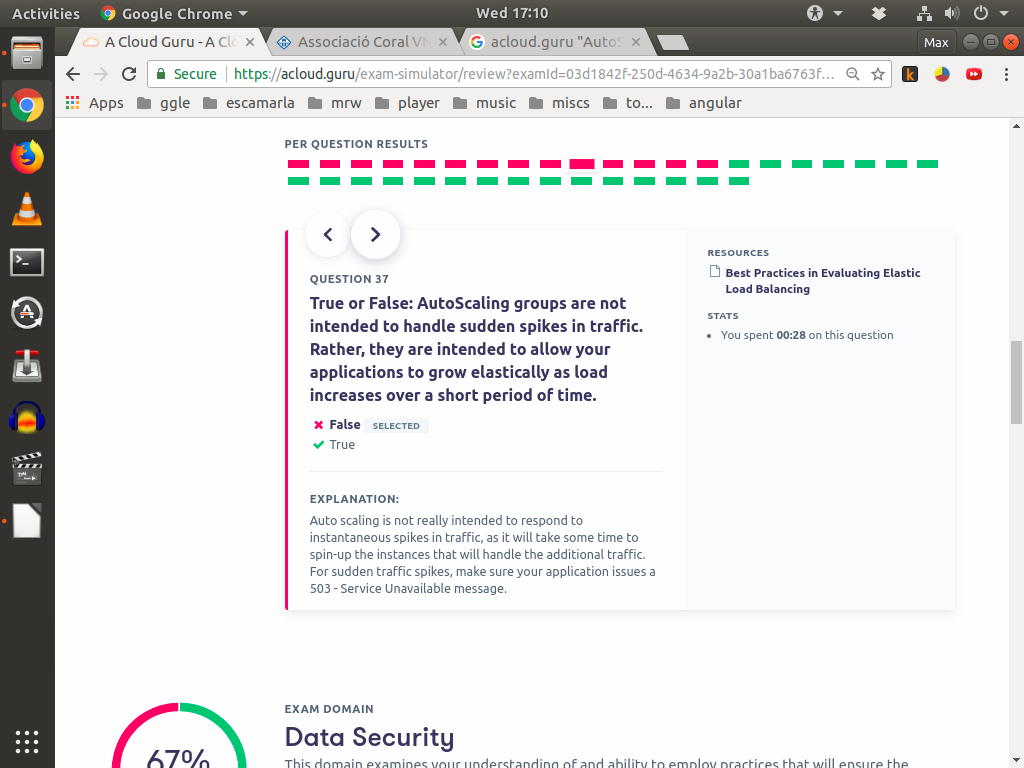 Activities Google Chrome Wed 17:10
A Cloud Guru - A Clo Associació Coral VM acloud.guru "AutoS Max
Secure https://acloud.guru/exam-simulator/review?examId=03d1842f-250d-4634-9a2b-30a1ba6763f...
Apps ggle escamarla mrw player music miscs to... angular
PER QUESTION RESULTS
QUESTION 37
True or False: AutoScaling groups are not
intended to handle sudden spikes in traffic.
Rather, they are intended to allow your
applications to grow elastically as load
increases over a short period of time.
False SELECTED
True
EXPLANATION:
Auto scaling is not really intended to respond to
instantaneous spikes in traffic, as it will take some time to
spin-up the instances that will handle the additional traffic.
For sudden traffic spikes, make sure your application issues a
503 - Service Unavailable message.
RESOURCES
Best Practices in Evaluating Elastic
Load Balancing
STATS
• You spent 00:28 on this question
67%
EXAM DOMAIN
Data Security
This domain examines your understanding of and ability to employ practices that will ensure the